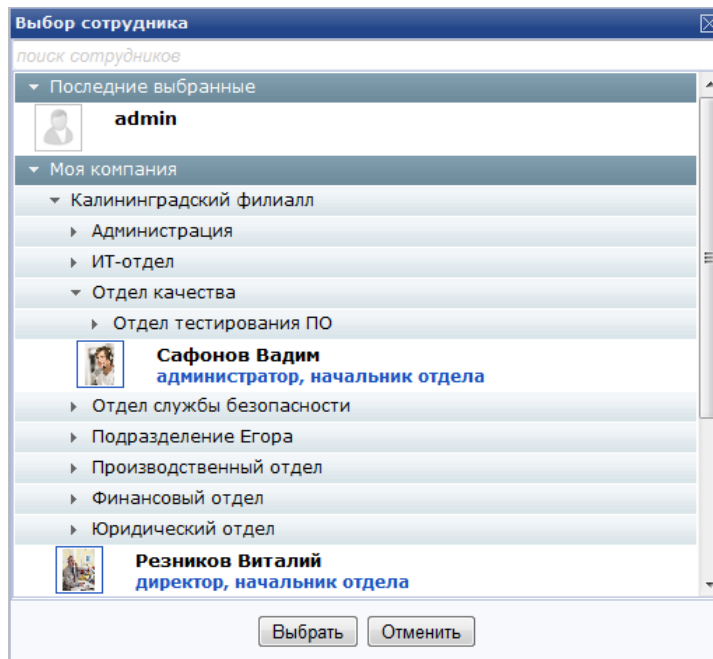 Выбор сотрудника
поиск сотрудников
Последние выбранные
admin
Моя компания
Калининградский филиалл
Администрация
ИТ-отдел
Отдел качества
Отдел тестирования ПО
Сафонов Вадим
администратор, начальник отдела
Отдел службы безопасности
Подразделение Егора
Производственный отдел
Финансовый отдел
Юридический отдел
Резников Виталий
директор, начальник отдела
Выбрать Отменить